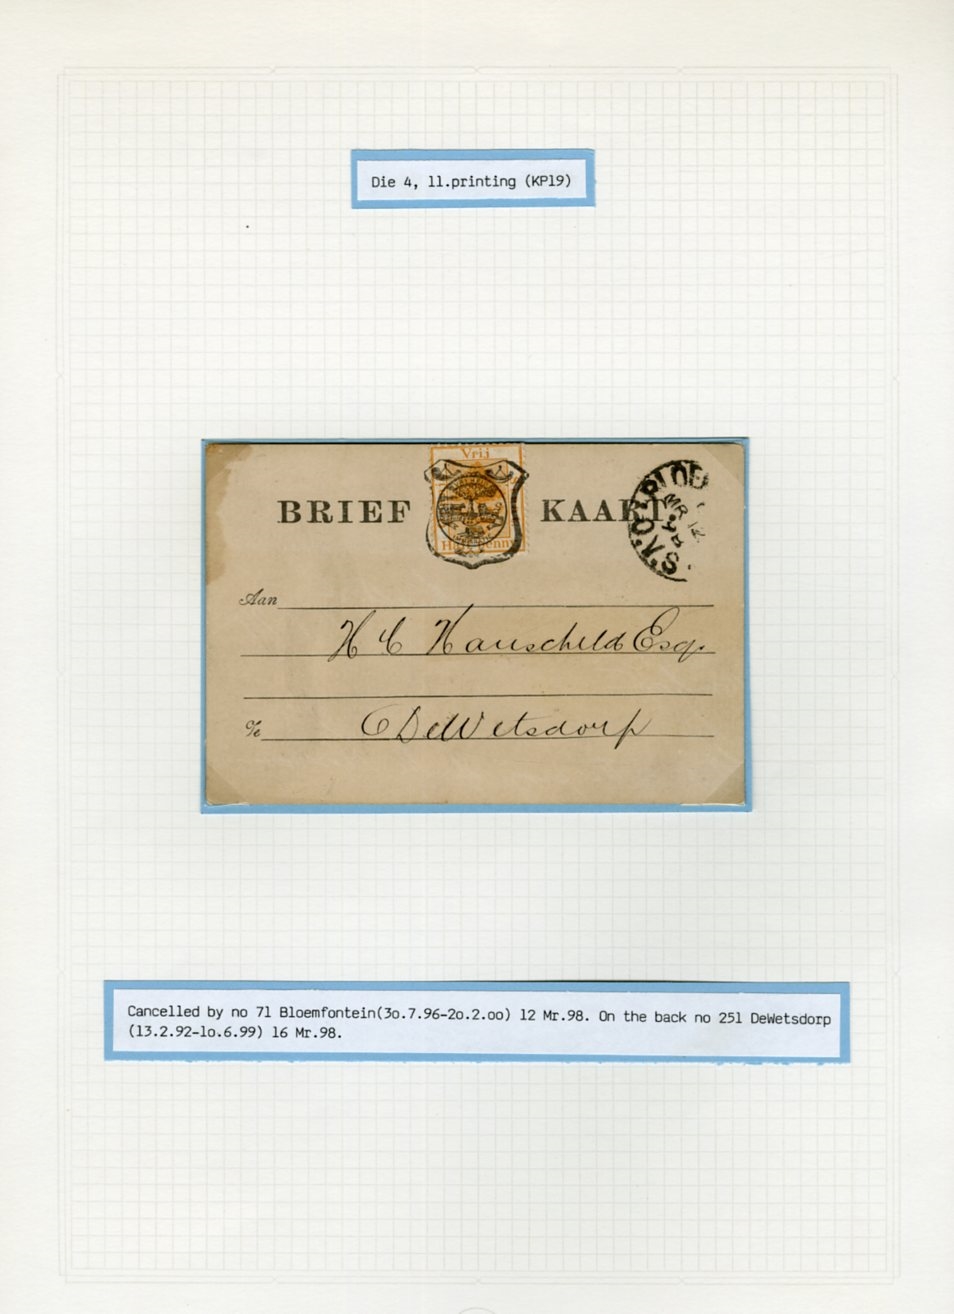 Die 4, 11.printing (KP19)
Vrij
BRIEF KAART
MR 12
Aan
H C Hauschild Esq.
c/o DeWetsdorp
Cancelled by no 71 Bloemfontein(3o.7.96-2o.2.oo) 12 Mr.98. On the back no 251 DeWetsdorp
(13.2.92-1o.6.99) 16 Mr.98.